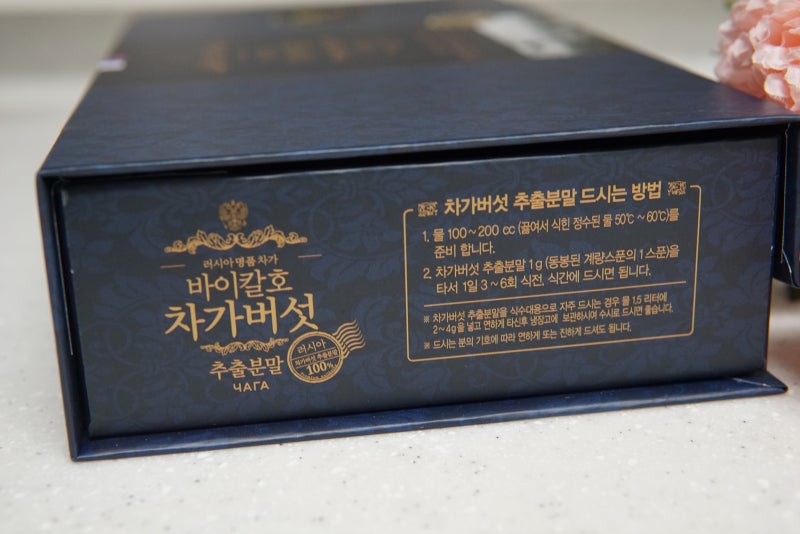 러시아 명품 차가
바이칼호
차가버섯
추출분말
ЧАГА
러시아
차가버섯 추출분말
100%
차가버섯 추출분말 드시는 방법
1. 물 100~200 cc (끓여서 식힌 정수된 물 50℃ ~ 60℃)를
준비 합니다.
2. 차가버섯 추출분말 1g (동봉된 계량스푼의 1스푼)을
타서 1일 3 ~ 6회 식전, 식간에 드시면 됩니다.
※ 차가버섯 추출분말을 식수대용으로 자주 드시는 경우 물 1.5 리터에
2~4g을 넣고 연하게 타신후 냉장고에 보관하시여 수시로 드시면 좋습니다.
※ 드시는 분의 기호에 따라 연하게 또는 진하게 드셔도 됩니다.